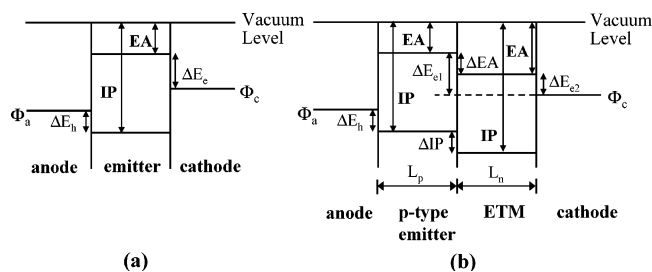 Vacuum
Level
EA
IP
ΔEₑ
Φc
Φa
ΔEₕ
anode emitter cathode
(a)
Vacuum
Level
EA
ΔEₑ₁
ΔEA
EA
ΔEₑ₂
IP
Φc
Φa
ΔEₕ
ΔIP
IP
Lₚ
Lₙ
anode p-type ETM cathode
emitter
(b)